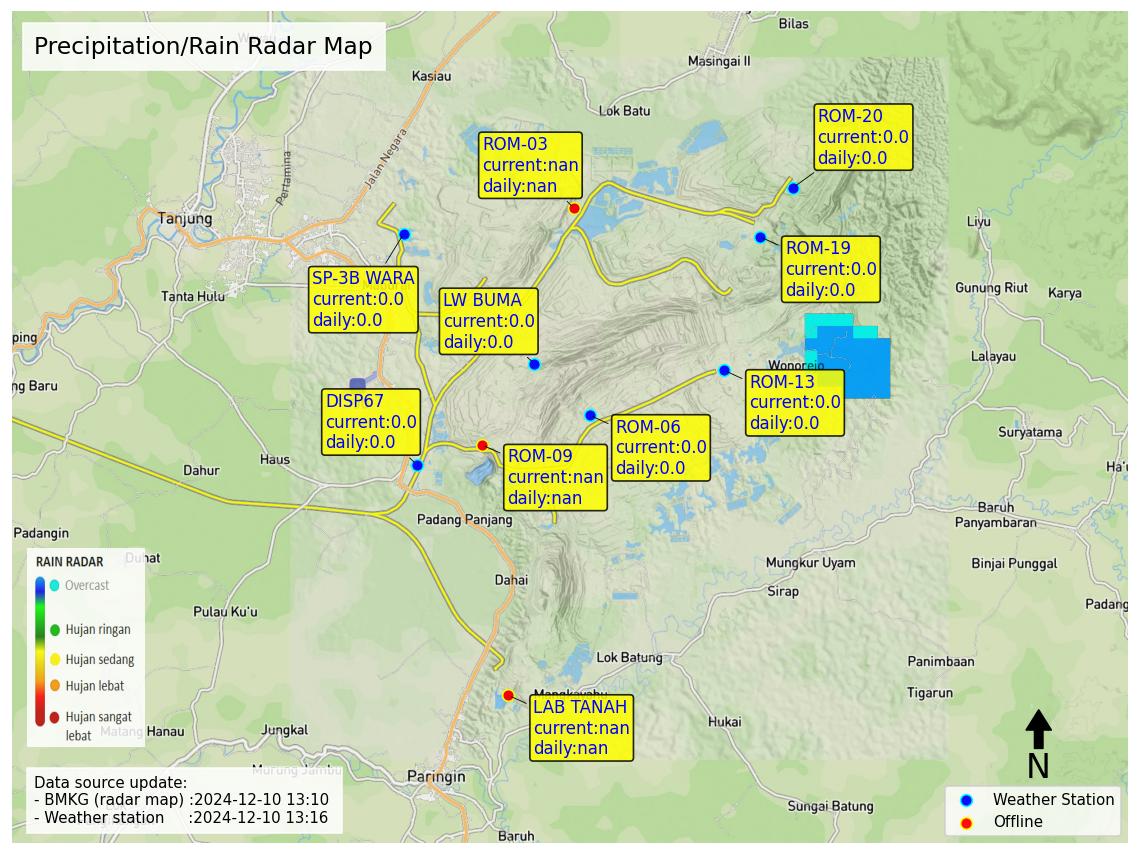 Precipitation/Rain Radar Map
Bilas
Masingai II
Kasiau
Lok Batu
Jalan Negara
Pertamina
Tanjung
Tanta Hulu
ROM-03
current:nan
daily:nan
ROM-20
current:0.0
daily:0.0
ROM-19
current:0.0
daily:0.0
SP-3B WARA
current:0.0
daily:0.0
LW BUMA
current:0.0
daily:0.0
Liyu
Gunung Riut
Karya
Lalayau
Wonorejo
ROM-13
current:0.0
daily:0.0
DISP67
current:0.0
daily:0.0
ROM-06
current:0.0
daily:0.0
ROM-09
current:nan
daily:nan
ping
ng Baru
Dahur
Haus
Suryatama
Ha'u
Padang Panjang
Baruh
Panyambaran
Padangin
Duhat
Binjai Punggal
Mungkur Uyam
Sirap
Dahai
Padang
Pulau Ku'u
Lok Batung
Panimbaan
Tigarun
Mangkayahu
LAB TANAH
current:nan
daily:nan
Hukai
Jungkal
Matang Hanau
Murung Jambu
Paringin
Sungai Batung
Baruh
RAIN RADAR
Overcast
Hujan ringan
Hujan sedang
Hujan lebat
Hujan sangat
lebat
Data source update:
- BMKG (radar map) :2024-12-10 13:10
- Weather station :2024-12-10 13:16
N
Weather Station
Offline